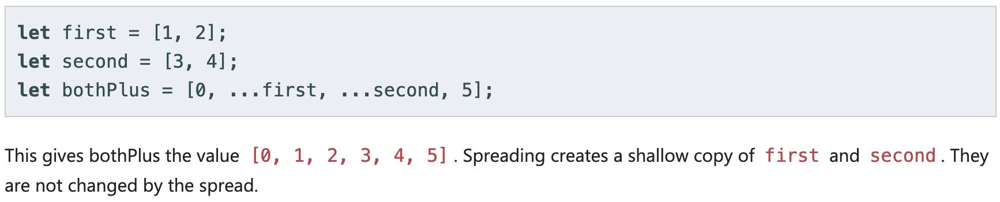 let first = [1, 2];
let second = [3, 4];
let bothPlus = [0, ...first, ...second, 5];
This gives bothPlus the value [0, 1, 2, 3, 4, 5] . Spreading creates a shallow copy of first and second . They
are not changed by the spread.